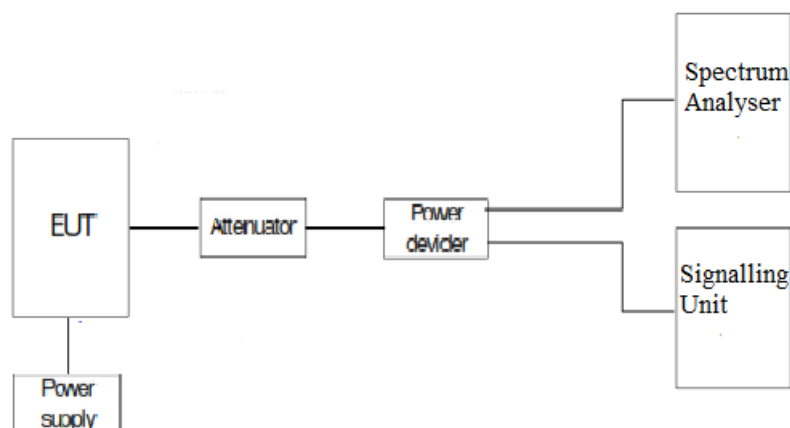 Spectrum
Analyser
EUT
Attenuator
Power
devider
Signalling
Unit
Power
supply